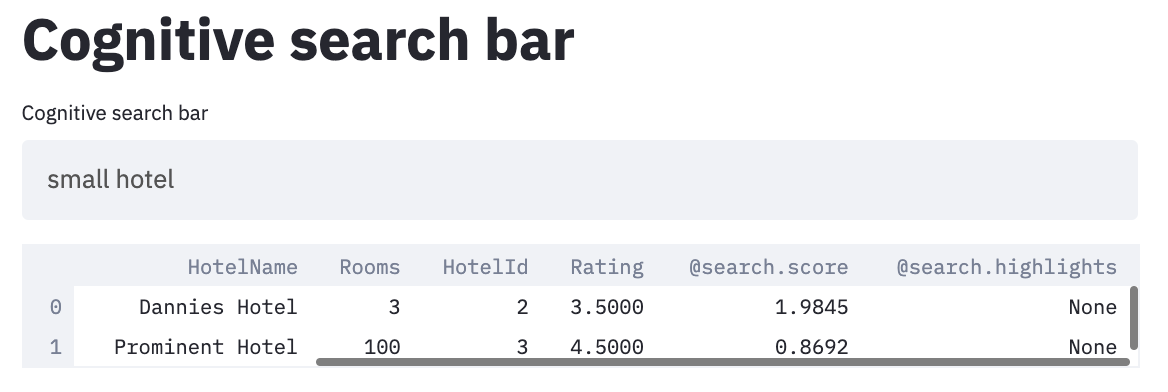 Cognitive search bar
Cognitive search bar
small hotel
HotelName Rooms HotelId Rating @search.score @search.highlights
0 Dannies Hotel 3 2 3.5000 1.9845 None
1 Prominent Hotel 100 3 4.5000 0.8692 None